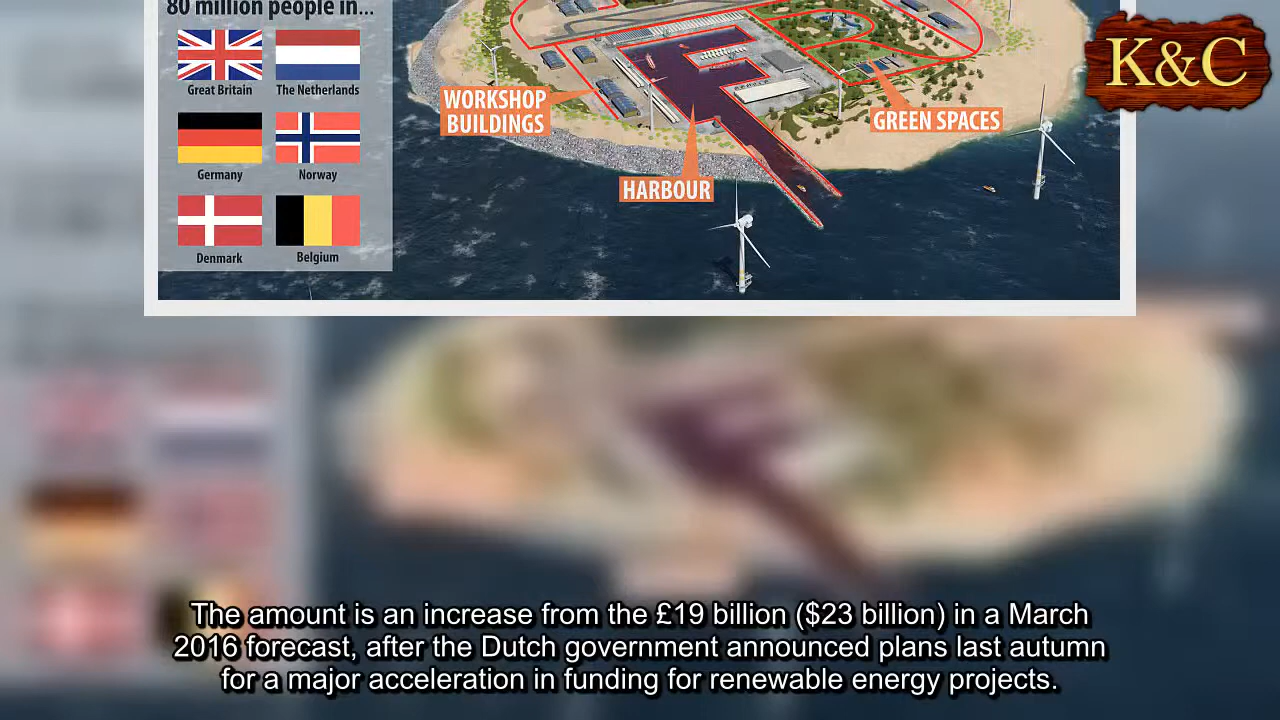 80 million people in...
K&C
Great Britain
The Netherlands
WORKSHOP
BUILDINGS
GREEN SPACES
Germany
Norway
HARBOUR
Denmark
Belgium
The amount is an increase from the £19 billion ($23 billion) in a March
2016 forecast, after the Dutch government announced plans last autumn
for a major acceleration in funding for renewable energy projects.